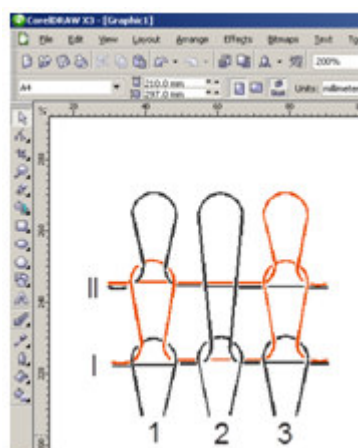 CorelDRAW X3 - [Graphic1]
File Edit View Layout Arrange Effects Bitmaps Text
200%
A4
210.0 mm
297.0 mm
Units: millimeter
II
I
1 2 3